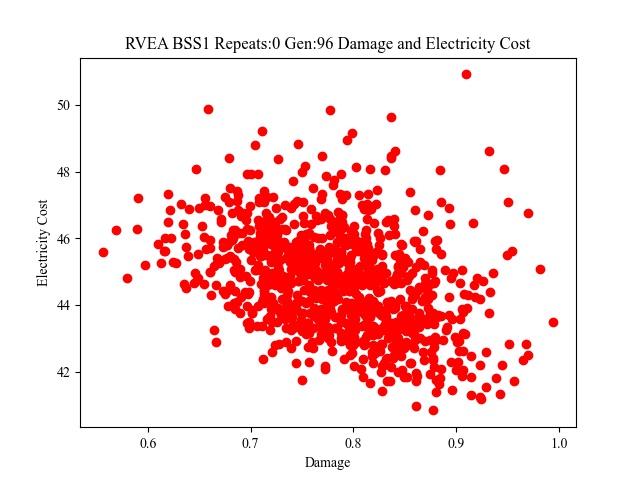 RVEA BSS1 Repeats:0 Gen:96 Damage and Electricity Cost
Electricity Cost
50
48
46
44
42
0.6 0.7 0.8 0.9 1.0
Damage